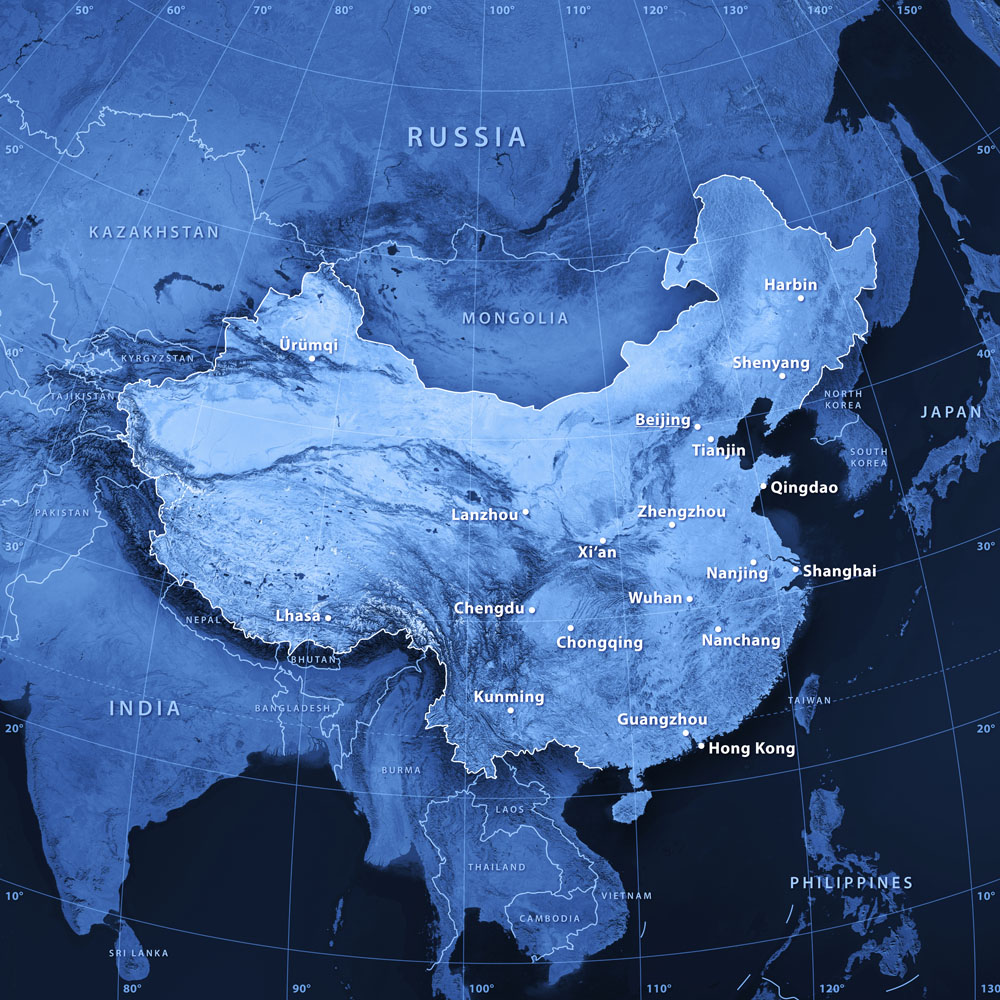 50° 60° 70° 80° 90° 100° 110° 120° 130° 140° 150°
RUSSIA
50°
50°
KAZAKHSTAN
Harbin
MONGOLIA
Ürümqi
40°
40°
KYRGYZSTAN
Shenyang
TAJIKISTAN
NORTH
KOREA
JAPAN
Beijing
Tianjin
SOUTH
KOREA
Qingdao
PAKISTAN
Lanzhou
Zhengzhou
30°
30°
Xi'an
Nanjing
Shanghai
Wuhan
Chengdu
Lhasa
NEPAL
Chongqing
Nanchang
BHUTAN
Kunming
TAIWAN
INDIA
BANGLADESH
Guangzhou
20°
20°
Hong Kong
BURMA
LAOS
THAILAND
PHILIPPINES
10°
VIETNAM
10°
CAMBODIA
SRI LANKA
80° 90° 100° 110° 120° 130